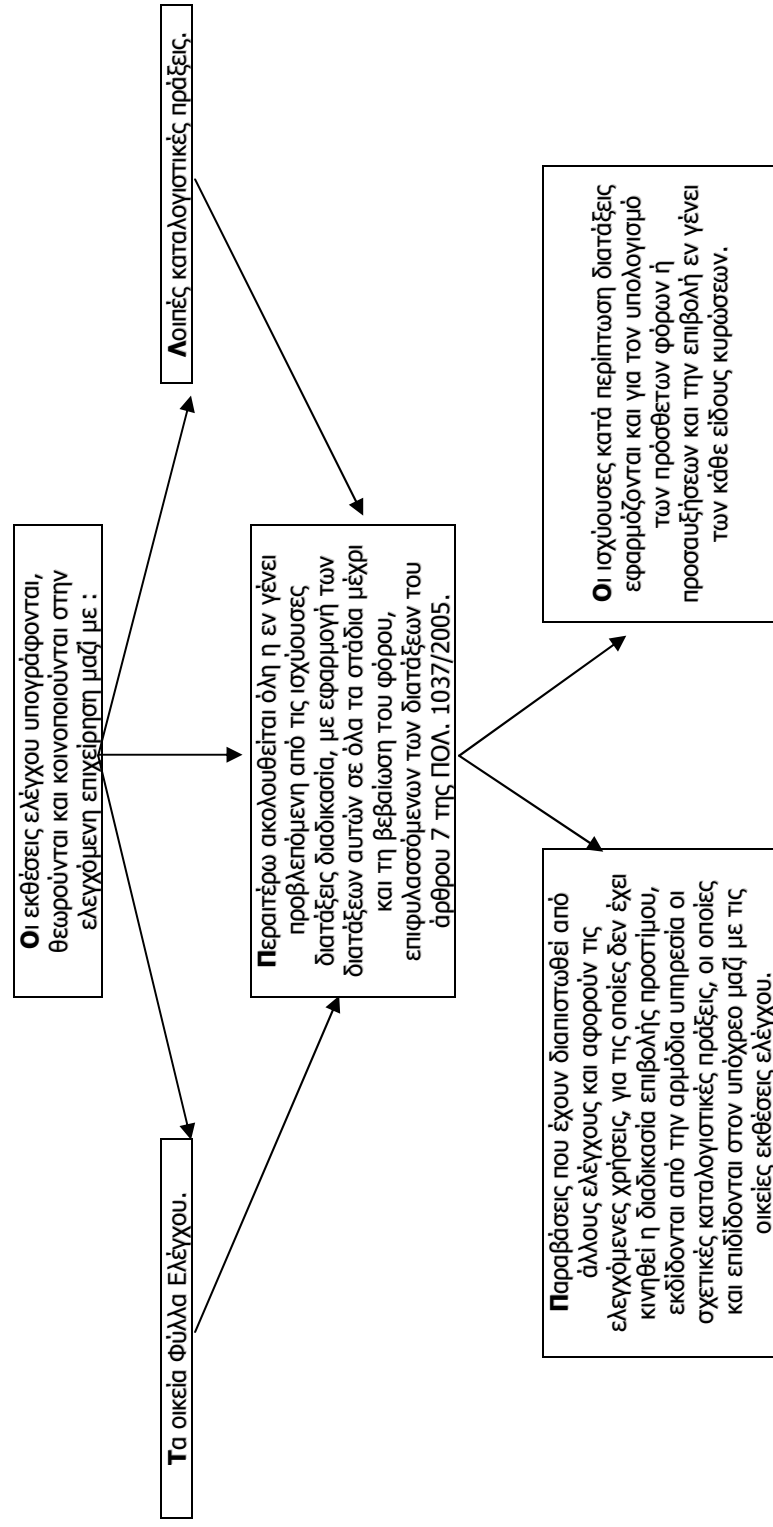 Οι εκθέσεις ελέγχου υπογράφονται,
θεωρούνται και κοινοποιούνται στην
ελεγχόμενη επιχείρηση μαζί με :
Τα οικεία Φύλλα Ελέγχου.
Λοιπές καταλογιστικές πράξεις.
Περαιτέρω ακολουθείται όλη η εν γένει
προβλεπόμενη από τις ισχύουσες
διατάξεις διαδικασία, με εφαρμογή των
διατάξεων αυτών σε όλα τα στάδια μέχρι
και τη βεβαίωση του φόρου,
επιφυλασσόμενων των διατάξεων του
άρθρου 7 της ΠΟΛ. 1037/2005.
Παραβάσεις που έχουν διαπιστωθεί από
άλλους ελέγχους και αφορούν τις
ελεγχόμενες χρήσεις, για τις οποίες δεν έχει
κινηθεί η διαδικασία επιβολής προστίμου,
εκδίδονται από την αρμόδια υπηρεσία οι
σχετικές καταλογιστικές πράξεις, οι οποίες
και επιδίδονται στον υπόχρεο μαζί με τις
οικείες εκθέσεις ελέγχου.
Οι ισχύουσες κατά περίπτωση διατάξεις
εφαρμόζονται και για τον υπολογισμό
των πρόσθετων φόρων ή
προσαυξήσεων και την επιβολή εν γένει
των κάθε είδους κυρώσεων.